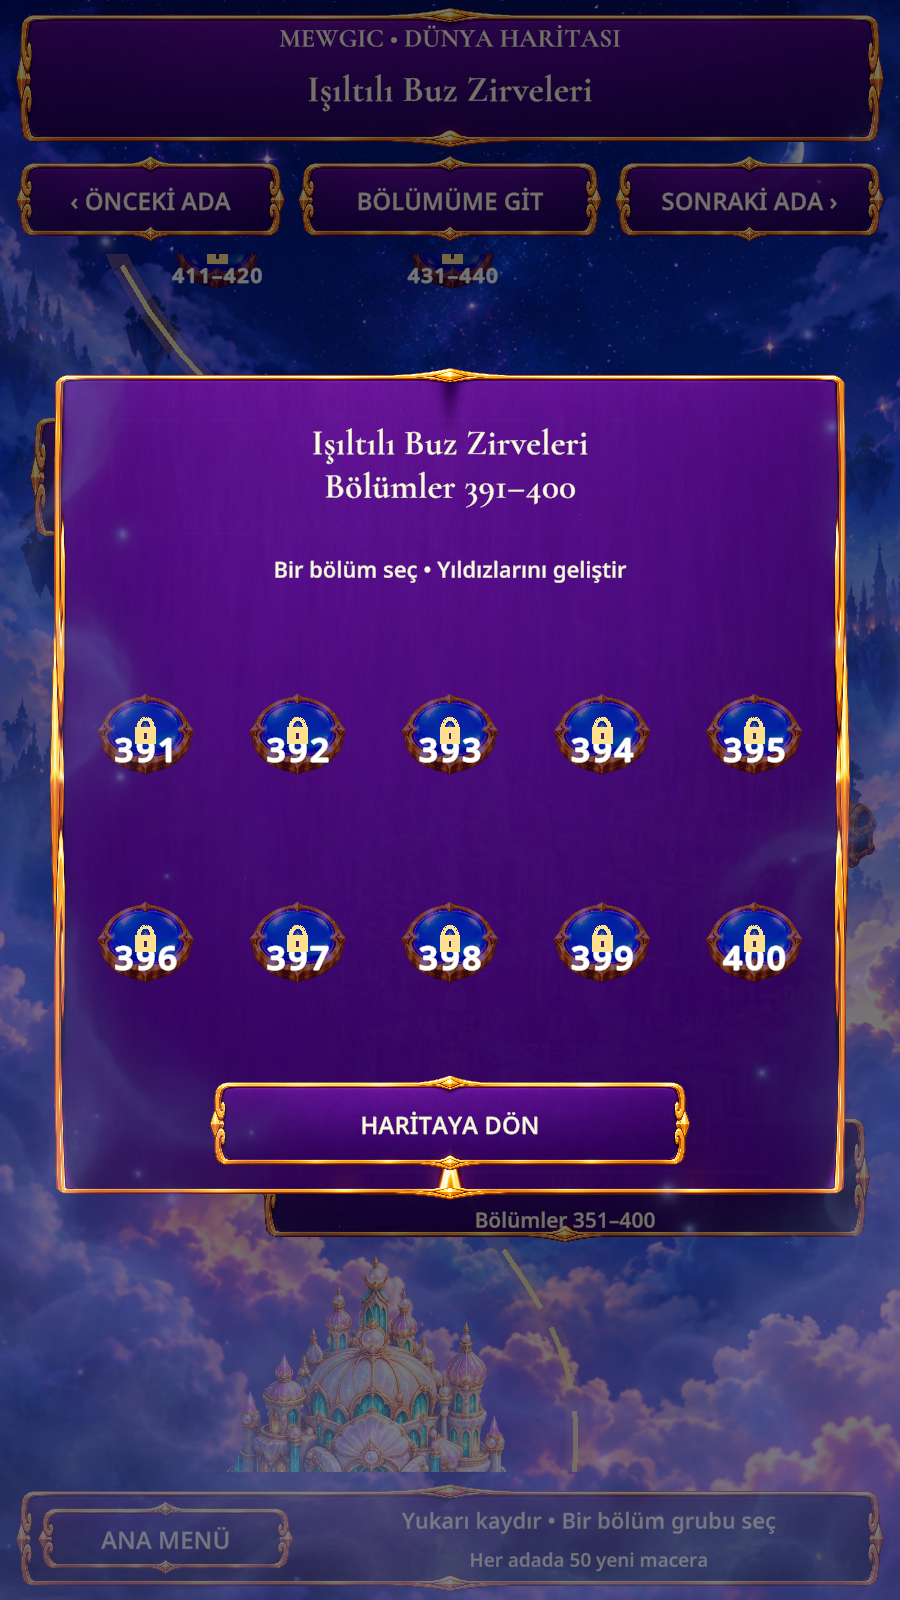 MEWGIC • DÜNYA HARİTASI
Işıltılı Buz Zirveleri
‹ ÖNCEKİ ADA
BÖLÜMÜME GİT
SONRAKİ ADA ›
411–420
431–440
Işıltılı Buz Zirveleri
Bölümler 391–400
Bir bölüm seç • Yıldızlarını geliştir
391
392
393
394
395
396
397
398
399
400
HARİTAYA DÖN
Bölümler 351–400
ANA MENÜ
Yukarı kaydır • Bir bölüm grubu seç
Her adada 50 yeni macera